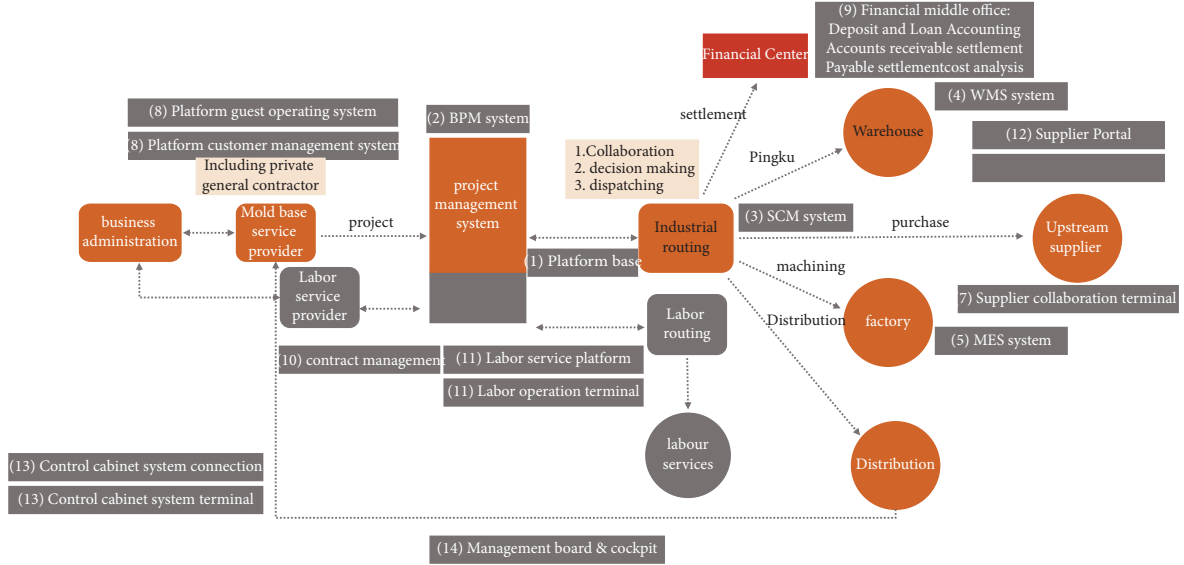 (9) Financial middle office:
Deposit and Loan Accounting
Accounts receivable settlement
Payable settlementcost analysis
Financial Center
(4) WMS system
(8) Platform guest operating system
(2) BPM system
settlement
Warehouse
(12) Supplier Portal
(8) Platform customer management system
1.Collaboration
2. decision making
3. dispatching
Pingku
Including private
general contractor
project
management
system
business
administration
Mold base
service
provider
project
Industrial
routing
(3) SCM system
purchase
Upstream
supplier
(1) Platform base
machining
Labor
service
provider
7) Supplier collaboration terminal
Labor
routing
Distribution
factory
(5) MES system
(10) contract management
(11) Labor service platform
(11) Labor operation terminal
labour
services
Distribution
(13) Control cabinet system connection
(13) Control cabinet system terminal
(14) Management board & cockpit